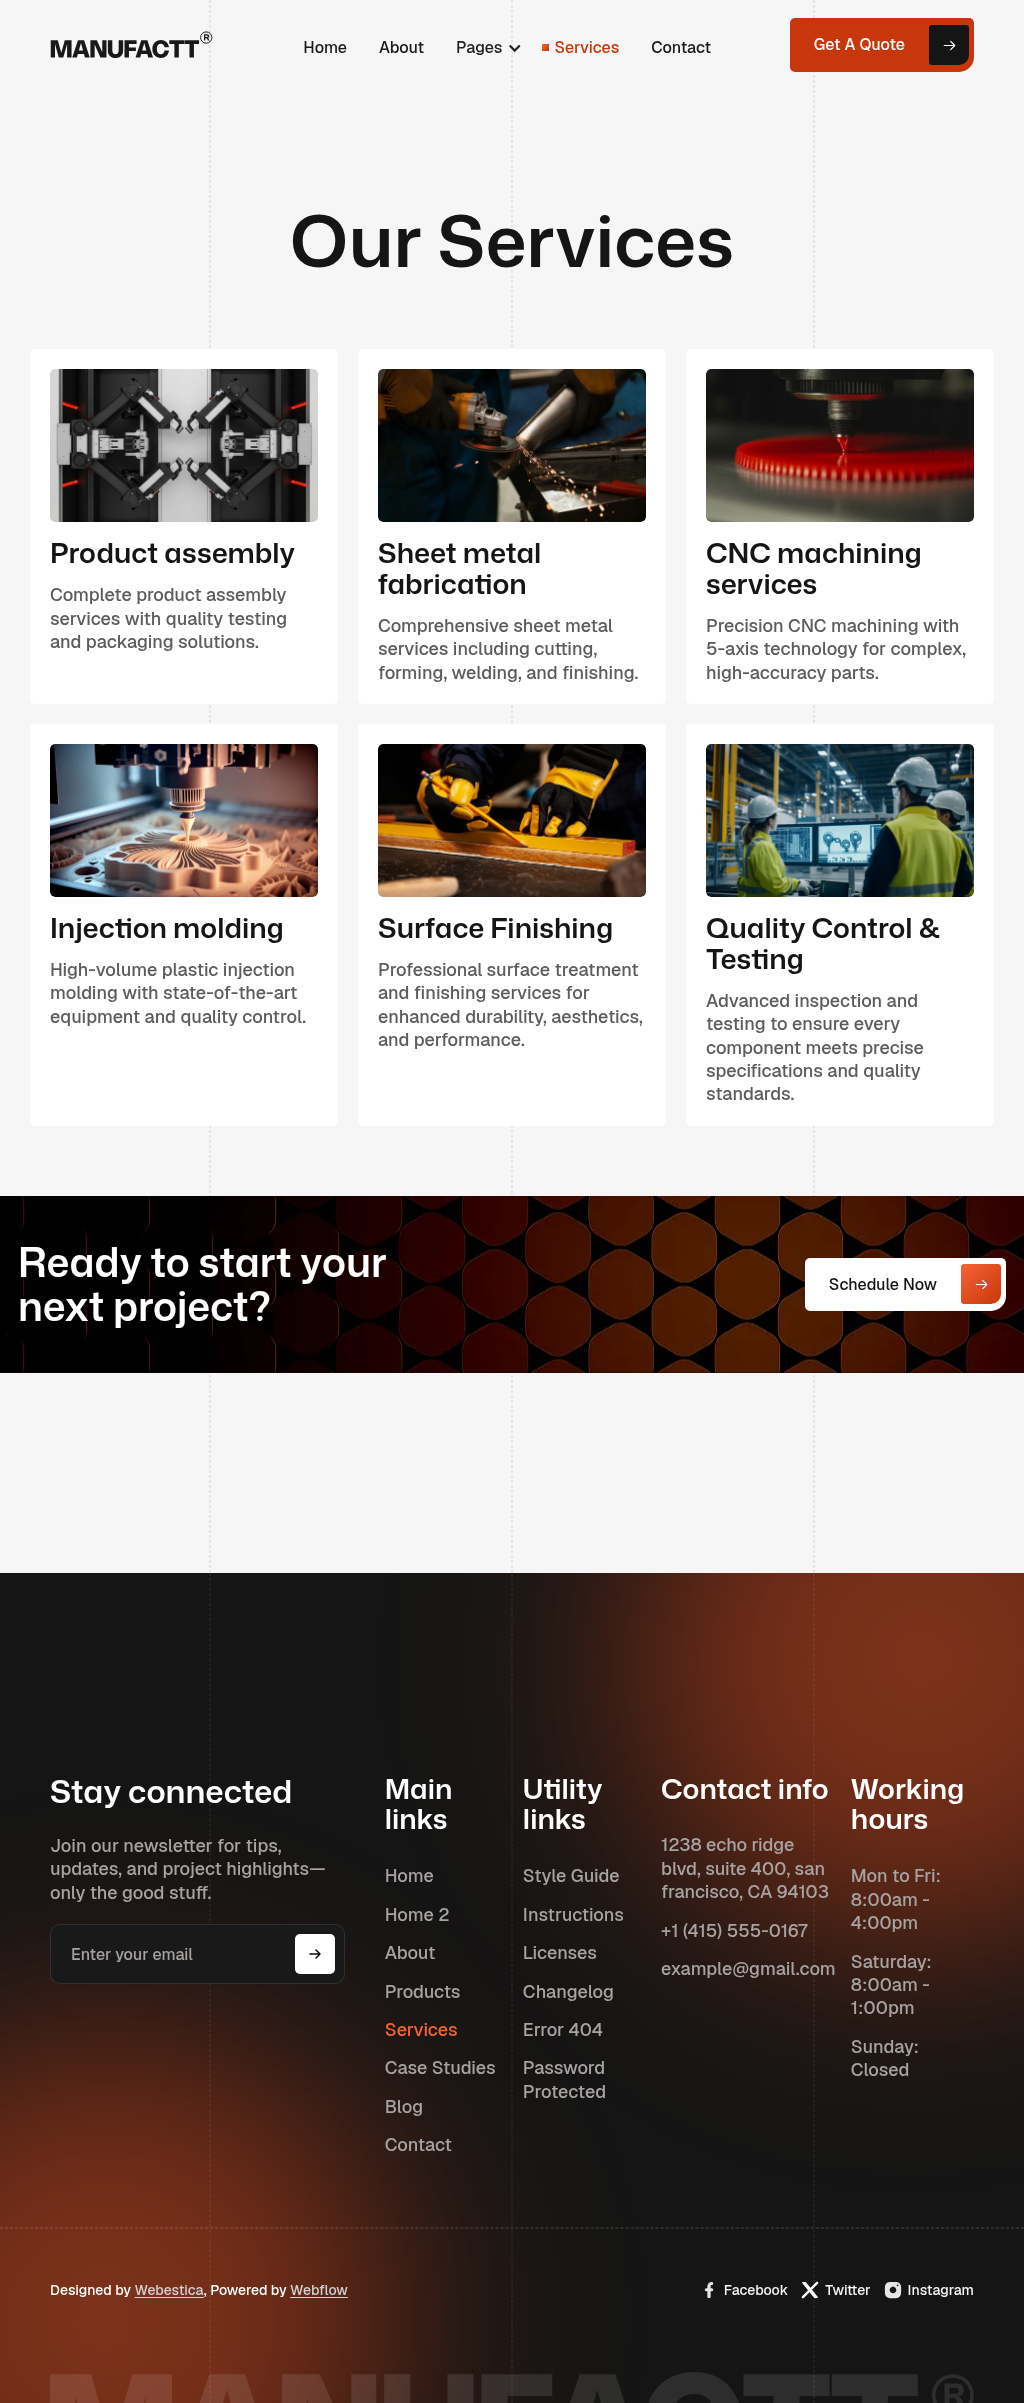 MANUFACTT®
Home
About
Pages
Services
Contact
Get A Quote
Our Services
Product assembly
Complete product assembly
services with quality testing
and packaging solutions.
Sheet metal
fabrication
Comprehensive sheet metal
services including cutting,
forming, welding, and finishing.
CNC machining
services
Precision CNC machining with
5-axis technology for complex,
high-accuracy parts.
Injection molding
High-volume plastic injection
molding with state-of-the-art
equipment and quality control.
Surface Finishing
Professional surface treatment
and finishing services for
enhanced durability, aesthetics,
and performance.
Quality Control &
Testing
Advanced inspection and
testing to ensure every
component meets precise
specifications and quality
standards.
Ready to start your
next project?
Schedule Now
Stay connected
Join our newsletter for tips,
updates, and project highlights—
only the good stuff.
Enter your email
Main
links
Home
Home 2
About
Products
Services
Case Studies
Blog
Contact
Utility
links
Style Guide
Instructions
Licenses
Changelog
Error 404
Password
Protected
Contact info
1238 echo ridge
blvd, suite 400, san
francisco, CA 94103
+1 (415) 555-0167
example@gmail.com
Working
hours
Mon to Fri:
8:00am -
4:00pm
Saturday:
8:00am -
1:00pm
Sunday:
Closed
Designed by Webestica, Powered by Webflow
Facebook
Twitter
Instagram
MANUFACTT®